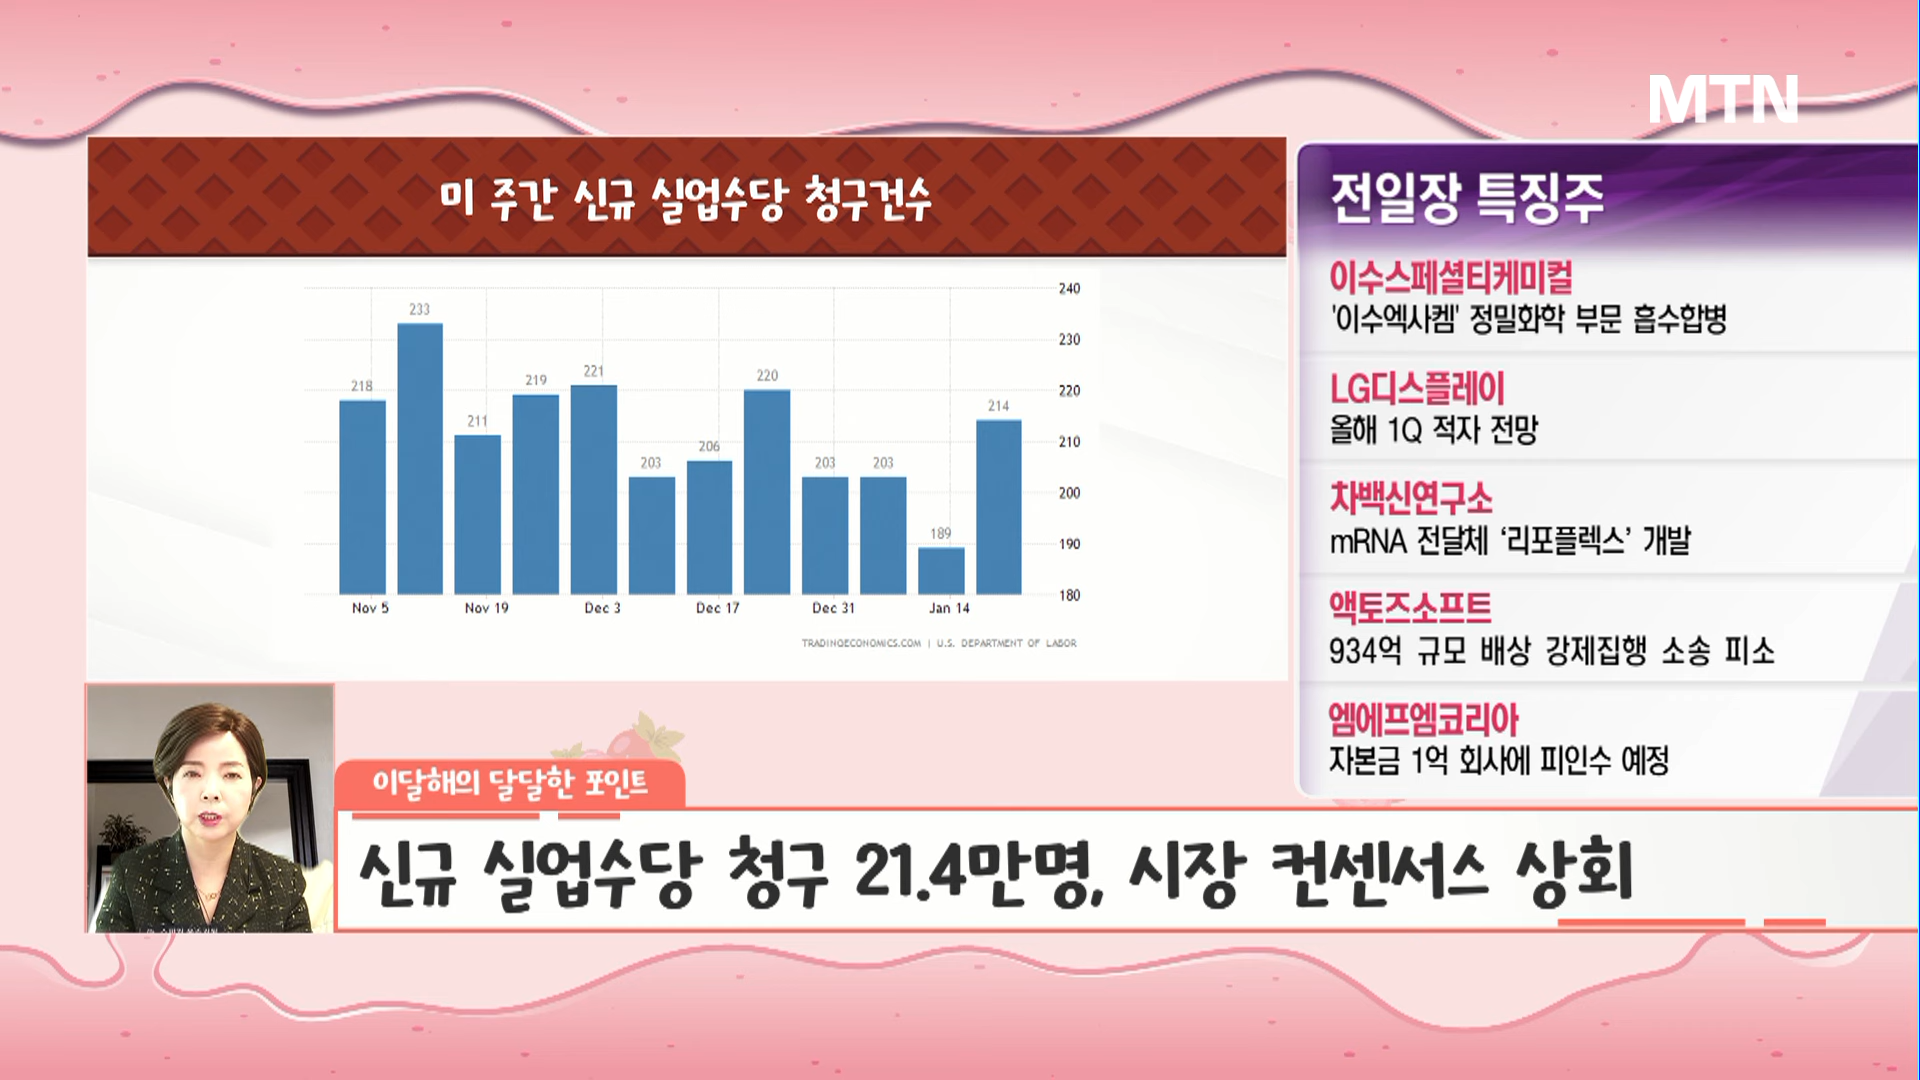 MTN
미 주간 신규 실업수당 청구건수
240
230
220
210
200
190
180
218
233
211
219
221
203
206
220
203
203
189
214
Nov 5
Nov 19
Dec 3
Dec 17
Dec 31
Jan 14
TRADINGECONOMICS.COM | U.S. DEPARTMENT OF LABOR
전일장 특징주
이수스페셜티케미컬
'이수엑사켐' 정밀화학 부문 흡수합병
LG디스플레이
올해 1Q 적자 전망
차백신연구소
mRNA 전달체 ‘리포플렉스’ 개발
액토즈소프트
934억 규모 배상 강제집행 소송 피소
엠에프엠코리아
자본금 1억 회사에 피인수 예정
이달해의 달달한 포인트
신규 실업수당 청구 21.4만명, 시장 컨센서스 상회